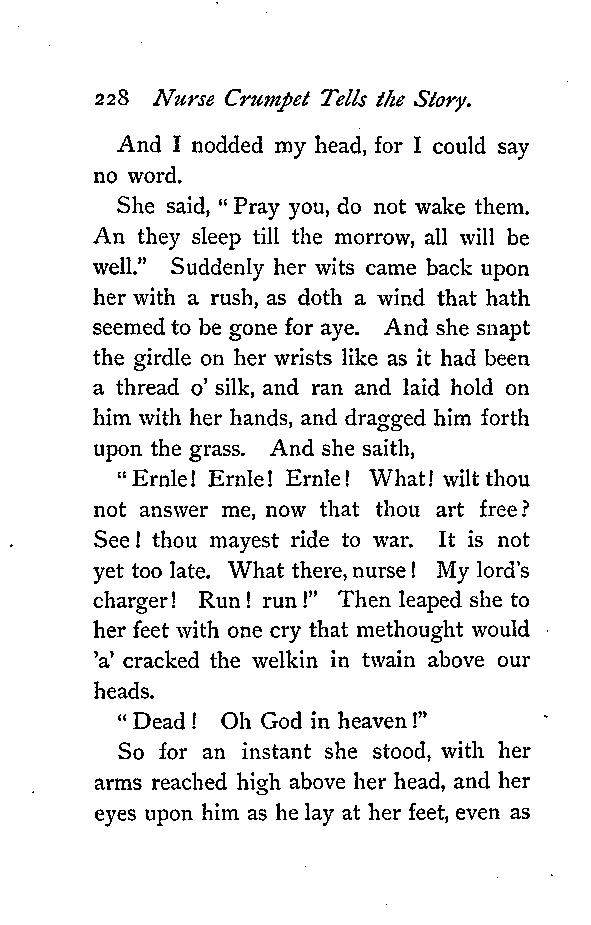 228 Nurse Crumpet Tells the Story.
And I nodded my head, for I could say
no word.
She said, “Pray you, do not wake them.
An they sleep till the morrow, all will be
well.” Suddenly her wits came back upon
her with a rush, as doth a wind that hath
seemed to be gone for aye. And she snapt
the girdle on her wrists like as it had been
a thread o’ silk, and ran and laid hold on
him with her hands, and dragged him forth
upon the grass. And she saith,
“Ernle! Ernle! Ernle! What! wilt thou
not answer me, now that thou art free?
See! thou mayest ride to war. It is not
yet too late. What there, nurse! My lord’s
charger! Run! run!” Then leaped she to
her feet with one cry that methought would
’a’ cracked the welkin in twain above our
heads.
“Dead! Oh God in heaven!”
So for an instant she stood, with her
arms reached high above her head, and her
eyes upon him as he lay at her feet, even as